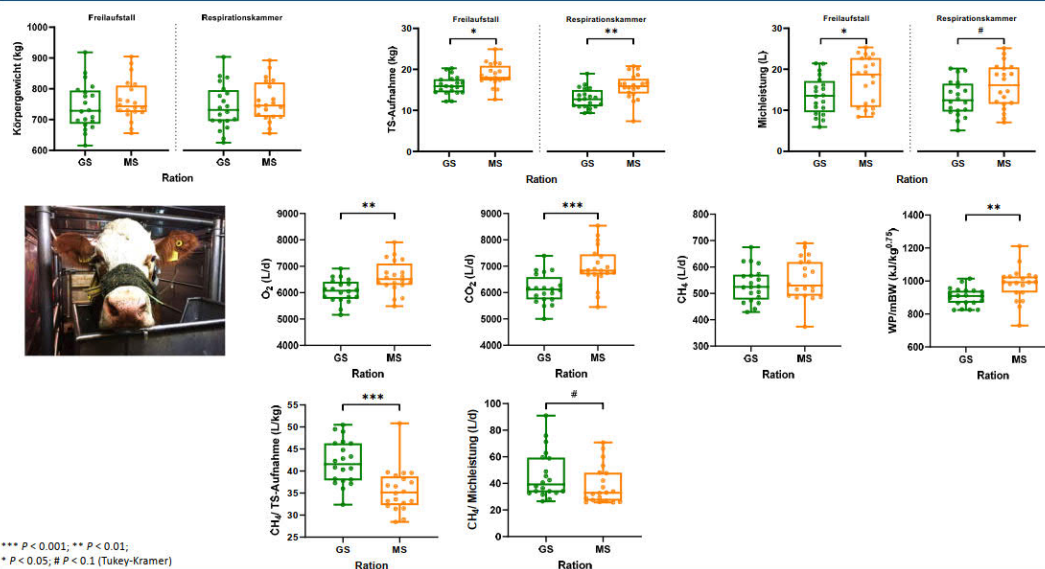 Freilaufstall Respirationskammer
Körpergewicht (kg)
1000
900
800
700
600
GS MS GS MS
Ration
Freilaufstall Respirationskammer
* **
TS-Aufnahme (kg)
30
20
10
0
GS MS GS MS
Ration
Freilaufstall Respirationskammer
* #
Michleistung (L)
30
20
10
0
GS MS GS MS
Ration
**
O2 (L/d)
9000
8000
7000
6000
5000
4000
GS MS
Ration
***
CO2 (L/d)
9000
8000
7000
6000
5000
4000
GS MS
Ration
CH4 (L/d)
800
700
600
500
400
300
GS MS
Ration
**
WP/mBW (kJ/kg^0.75)
1400
1200
1000
800
600
GS MS
Ration
***
CH4/ TS-Aufnahme (L/kg)
55
50
45
40
35
30
25
GS MS
Ration
#
CH4/ Michleistung (L/d)
100
80
60
40
20
0
GS MS
Ration
*** P < 0.001; ** P < 0.01;
* P < 0.05; # P < 0.1 (Tukey-Kramer)